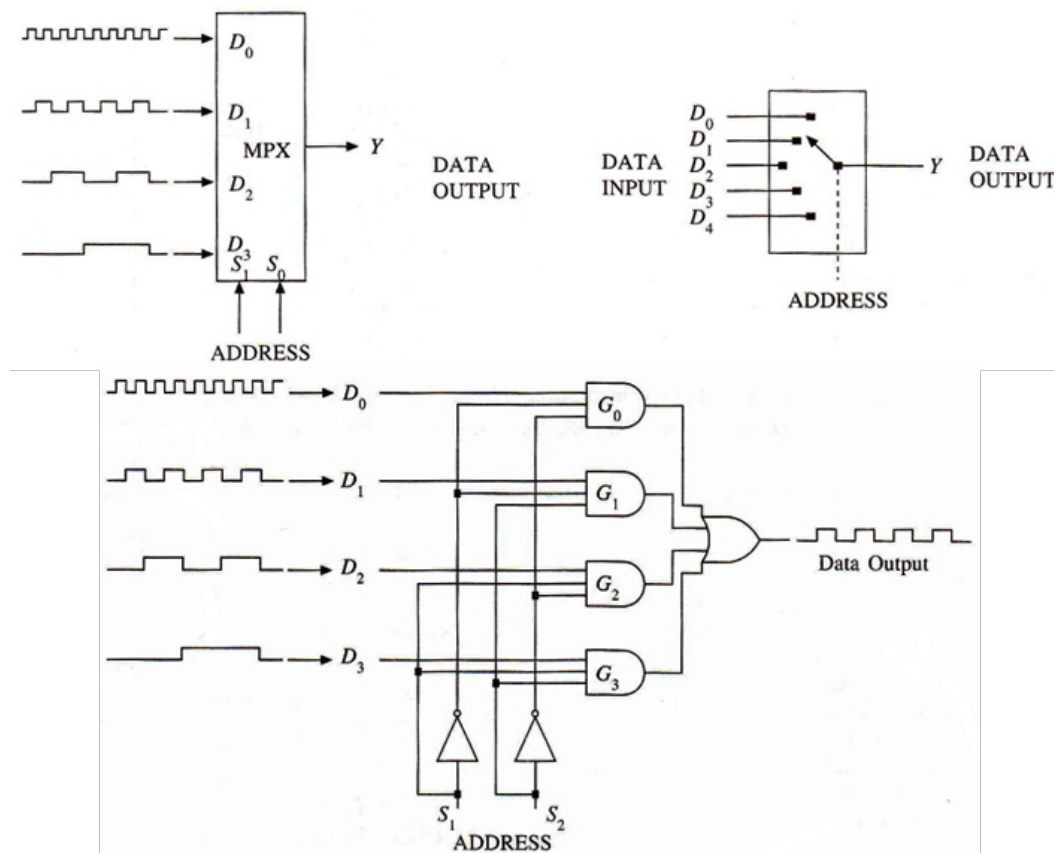 D0
D1
MPX
Y
D2
D3
S1 S0
ADDRESS
DATA
OUTPUT
DATA
INPUT
D0
D1
D2
D3
D4
Y
DATA
OUTPUT
ADDRESS
D0
G0
D1
G1
Data Output
D2
G2
D3
G3
S1
S2
ADDRESS